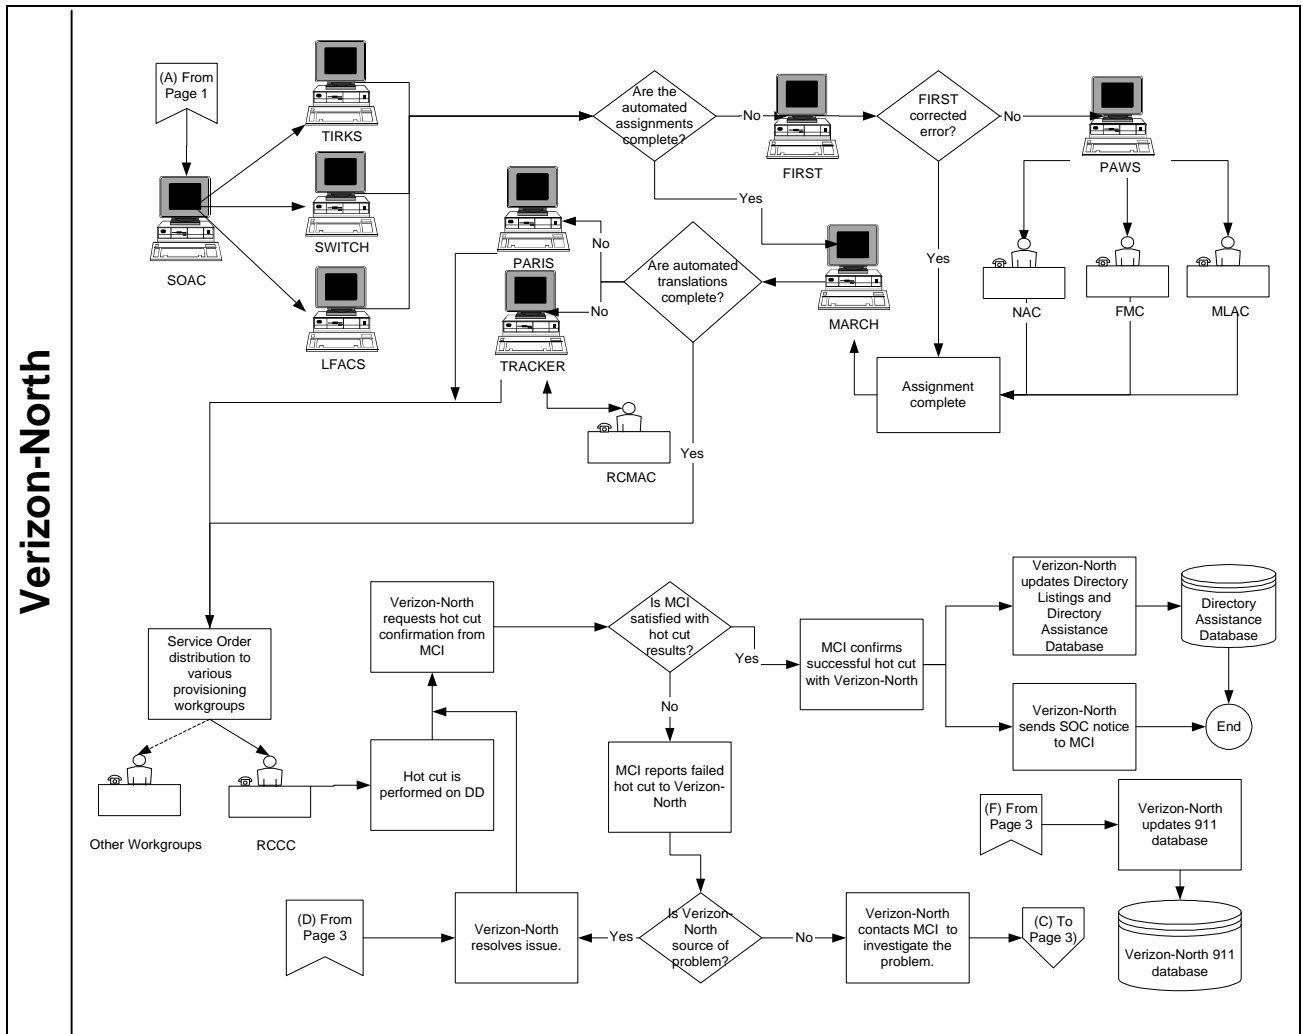 Verizon-North
(A) From
Page 1
TIRKS
SOAC
SWITCH
LFACS
Are the
automated
assignments
complete?
No
Yes
FIRST
FIRST
corrected
error?
No
Yes
PAWS
NAC
FMC
MLAC
Assignment
complete
MARCH
Are automated
translations
complete?
No
No
Yes
PARIS
TRACKER
RCMAC
Service Order
distribution to
various
provisioning
workgroups
Other Workgroups
RCCC
Hot cut is
performed on DD
Verizon-North
requests hot cut
confirmation from
MCI
Is MCI
satisfied with
hot cut
results?
Yes
No
MCI confirms
successful hot cut
with Verizon-North
Verizon-North
updates Directory
Listings and
Directory
Assistance
Database
Directory
Assistance
Database
Verizon-North
sends SOC notice
to MCI
End
MCI reports failed
hot cut to Verizon-
North
Is Verizon-
North
source of
problem?
Yes
No
Verizon-North
resolves issue.
(D) From
Page 3
Verizon-North
contacts MCI to
investigate the
problem.
(C) To
Page 3)
(F) From
Page 3
Verizon-North
updates 911
database
Verizon-North 911
database